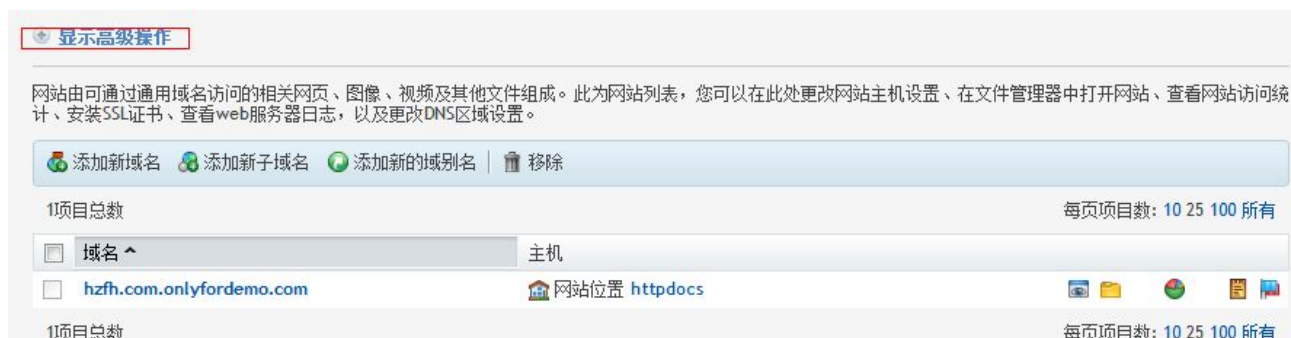 显示高级操作
网站由可通过通用域名访问的相关网页、图像、视频及其他文件组成。此为网站列表，您可以在此处更改网站主机设置、在文件管理器中打开网站、查看网站访问统
计、安装SSL证书、查看web服务器日志，以及更改DNS区域设置。
添加新域名 添加新子域名 添加新的域别名 移除
1项目总数 每页项目数: 10 25 100 所有
域名 主机
hzfh.com.onlyfordemo.com 网站位置 httpdocs
1项目总数 每页项目数: 10 25 100 所有